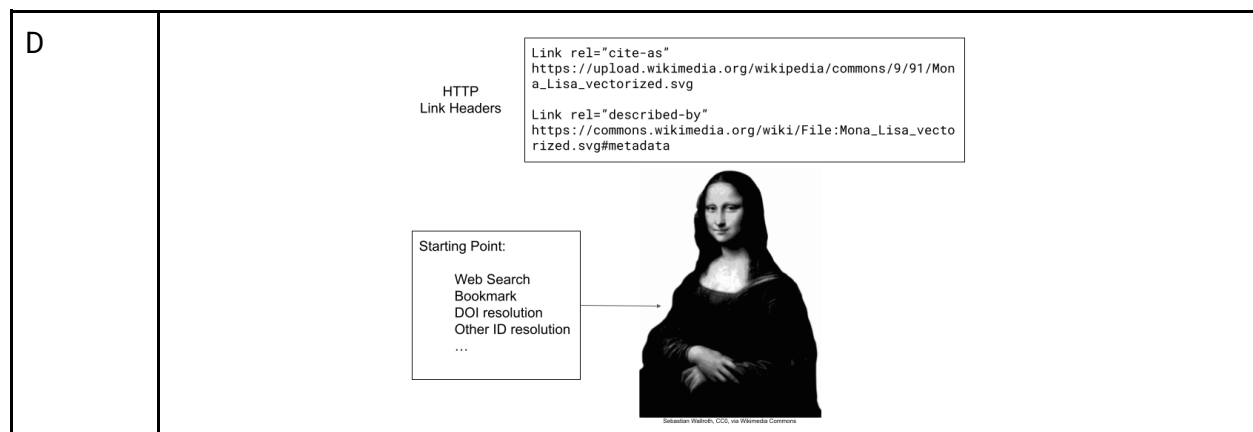 D
HTTP
Link Headers
Link rel="cite-as"
https://upload.wikimedia.org/wikipedia/commons/9/91/Mon
a_Lisa_vectorized.svg
Link rel="described-by"
https://commons.wikimedia.org/wiki/File:Mona_Lisa_vecto
rized.svg#metadata
Starting Point:
Web Search
Bookmark
DOI resolution
Other ID resolution
...
Sebastian Wallroth, CC0, via Wikimedia Commons